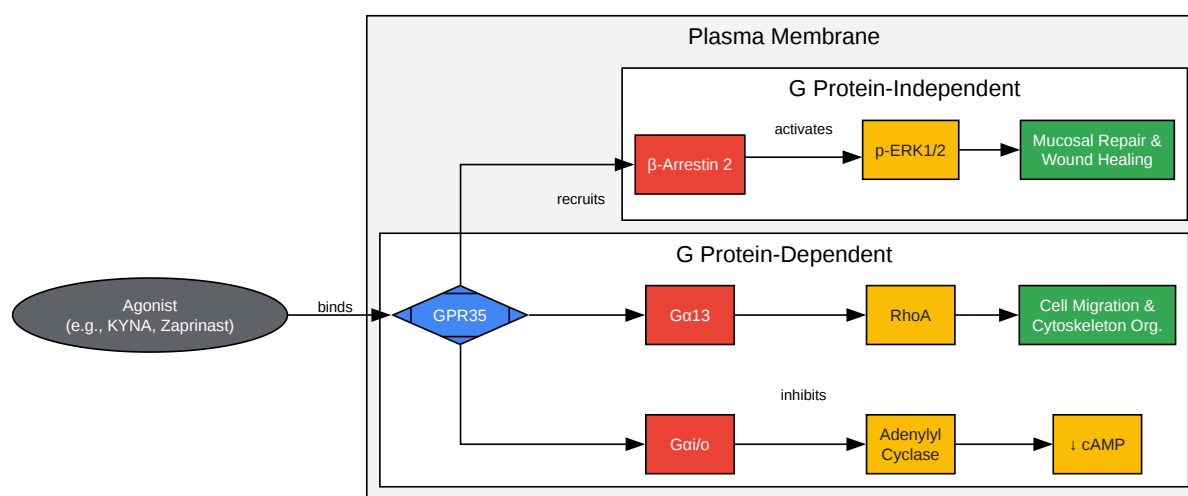 Plasma Membrane
G Protein-Independent
activates
β-Arrestin 2
p-ERK1/2
Mucosal Repair &
Wound Healing
recruits
G Protein-Dependent
Agonist
(e.g., KYNA, Zaprinast)
binds
GPR35
Gα13
RhoA
Cell Migration &
Cytoskeleton Org.
inhibits
Gαi/o
Adenylyl
Cyclase
↓ cAMP